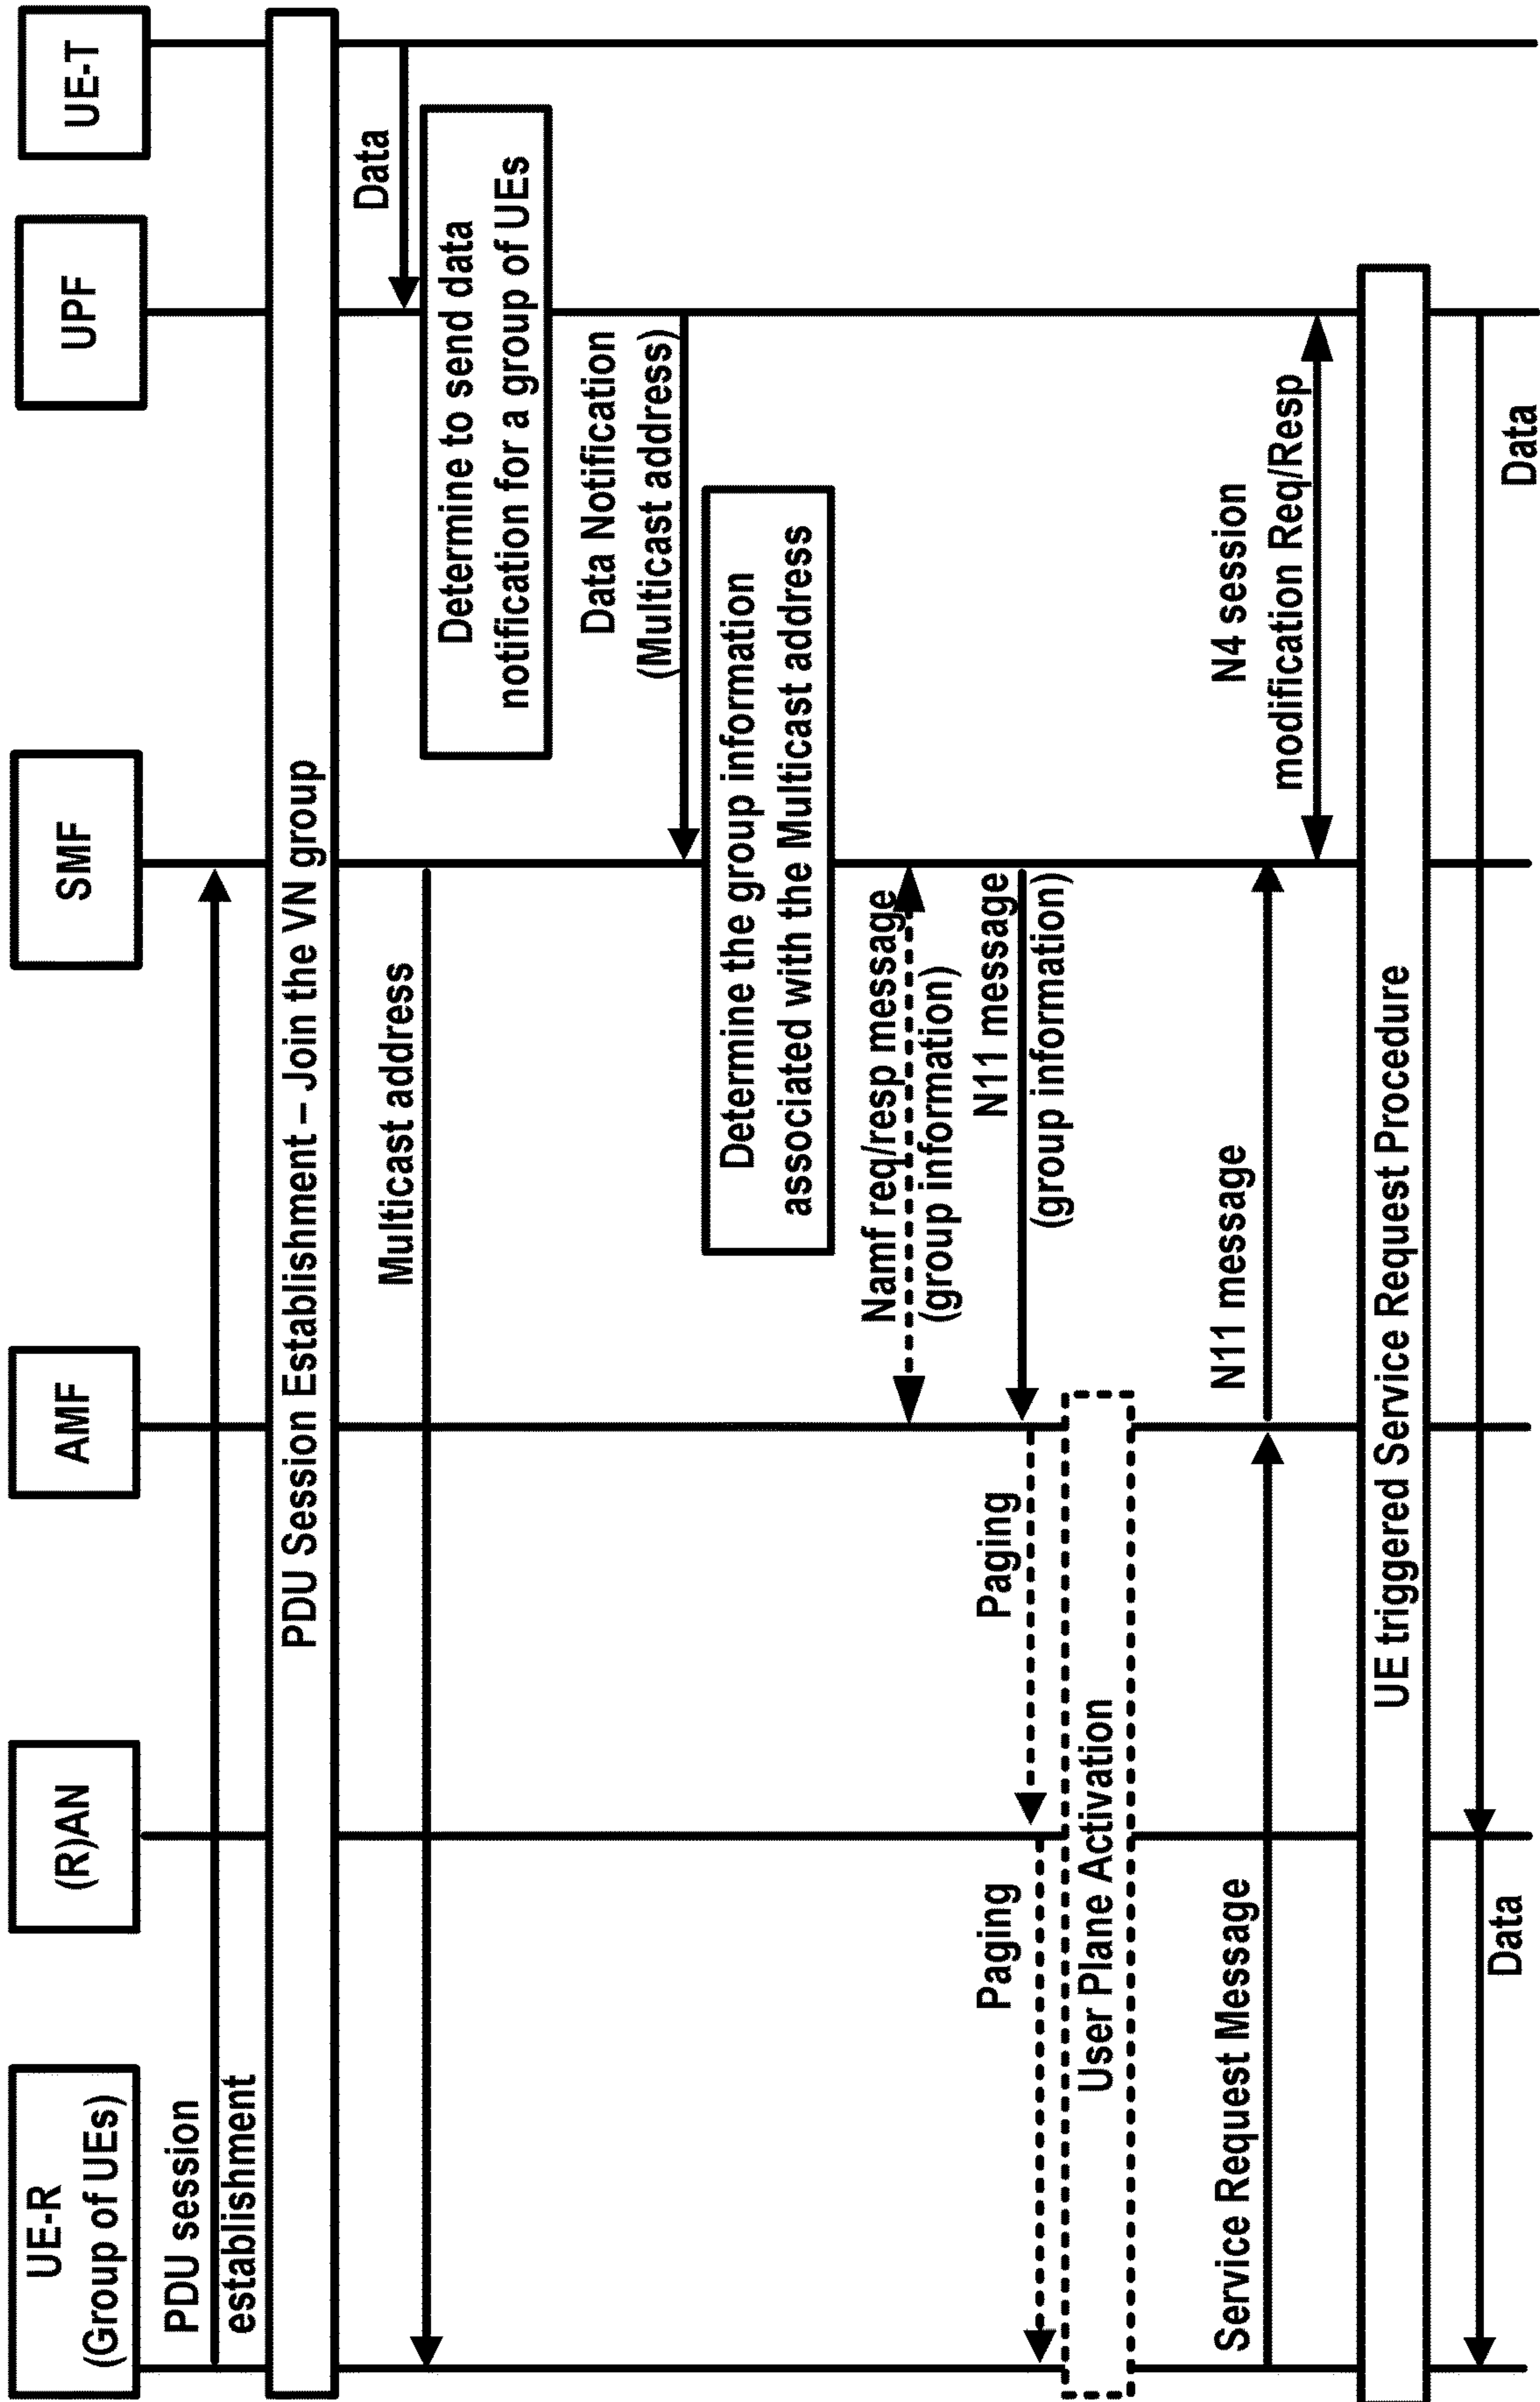 UE-R
(Group of UEs)
(R)AN
AMF
SMF
UPF
UE-T
PDU session
establishment
PDU Session Establishment – Join the VN group
Data
Multicast address
Determine to send data
notification for a group of UEs
Data Notification
(Multicast address)
Determine the group information
associated with the Multicast address
Namf req/resp message
(group information)
N11 message
(group information)
Paging
Paging
User Plane Activation
Service Request Message
N11 message
N4 session
modification Req/Resp
UE triggered Service Request Procedure
Data
Data